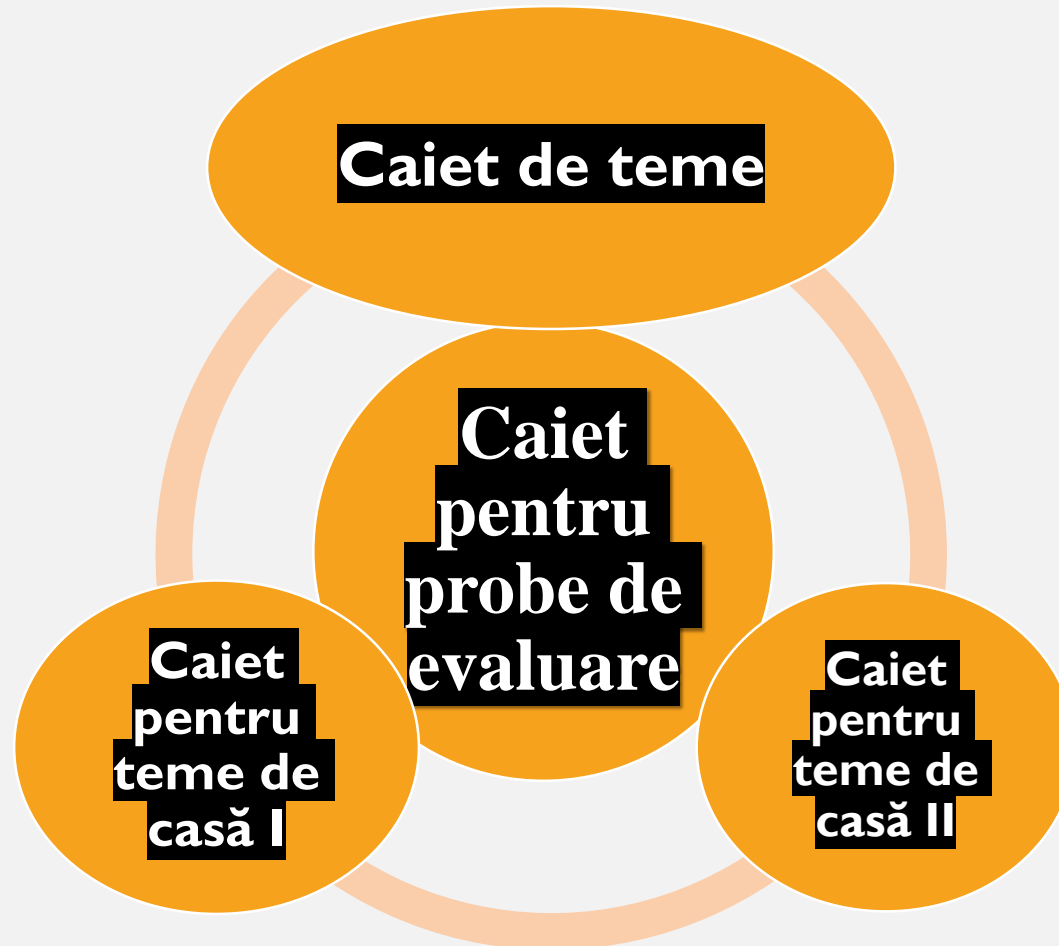 Caiet de teme
Caiet
pentru
probe de
evaluare
Caiet
pentru
teme de
casă I
Caiet
pentru
teme de
casă II